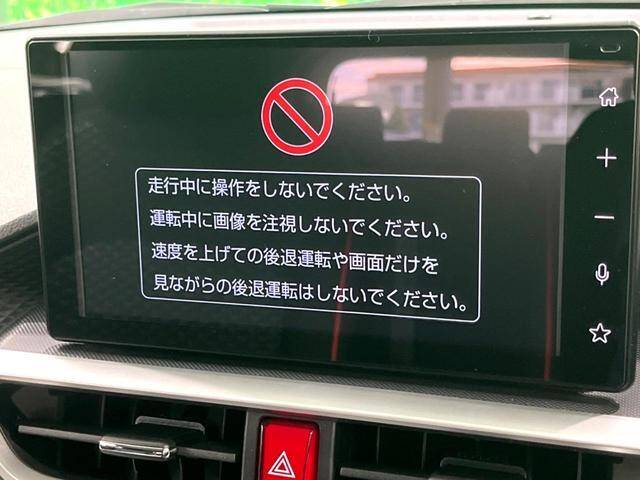 走行中に操作をしないでください。
運転中に画像を注視しないでください。
速度を上げての後退運転や画面だけを
見ながらの後退運転はしないでください。